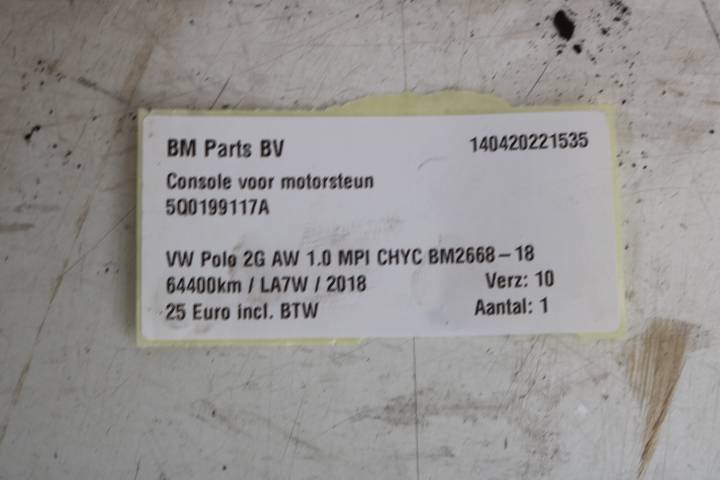 BM Parts BV 140420221535
Console voor motorsteun
5Q0199117A
VW Polo 2G AW 1.0 MPI CHYC BM2668-18
64400km / LA7W / 2018 Verz: 10
25 Euro incl. BTW Aantal: 1